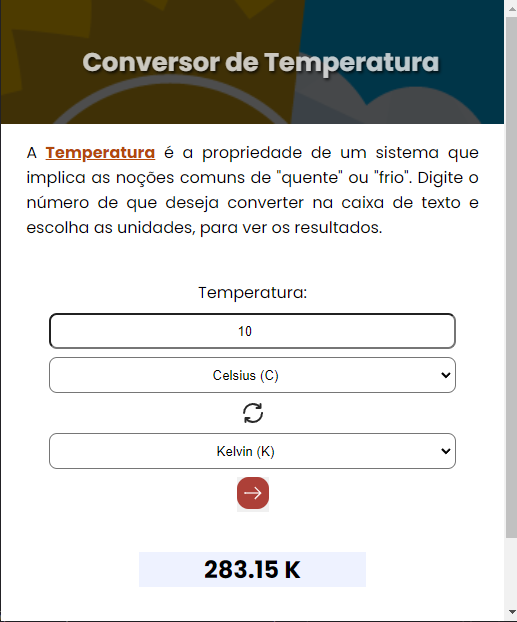 Conversor de Temperatura
A Temperatura é a propriedade de um sistema que
implica as noções comuns de "quente" ou "frio". Digite o
número de que deseja converter na caixa de texto e
escolha as unidades, para ver os resultados.
Temperatura:
10
Celsius (C)
Kelvin (K)
283.15 K